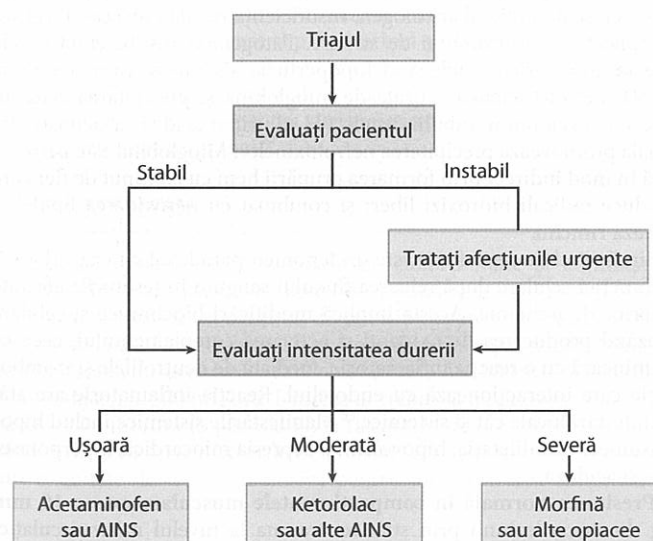 Triajul
Evaluați pacientul
Stabil
Instabil
Tratați afecțiunile urgente
Evaluați intensitatea durerii
Ușoară
Moderată
Severă
Acetaminofen
sau AINS
Ketorolac
sau alte AINS
Morfină
sau alte opiacee